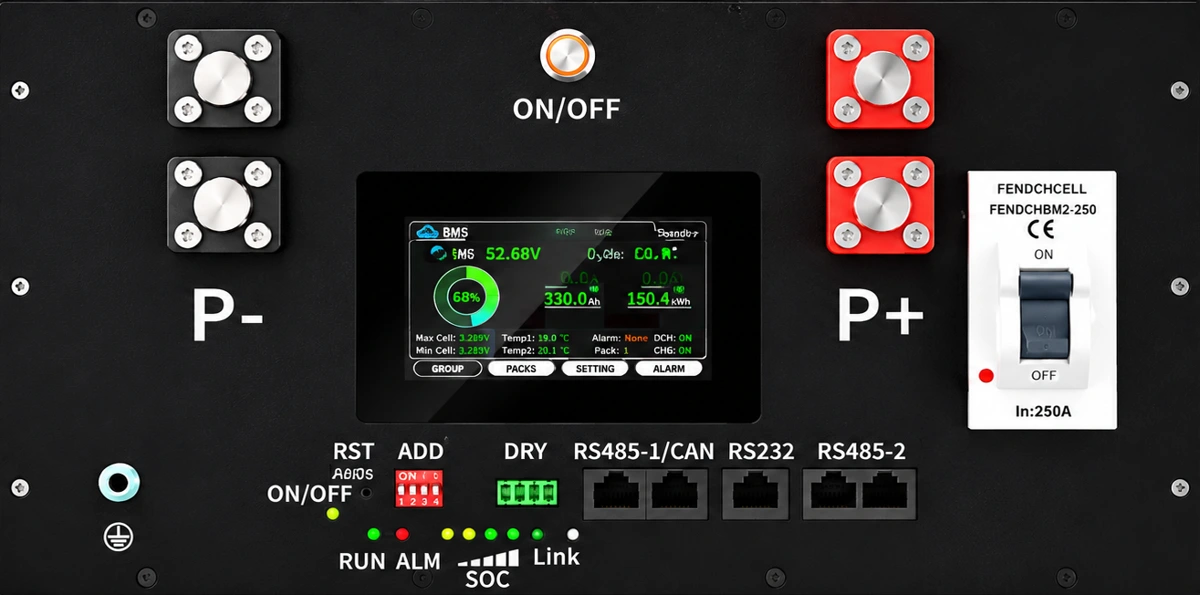 ON/OFF
FENDCHCELL
FENDCHBM2-250
CE
ON
OFF
In:250A
P-
P+
BMS
52.68V
68%
330.0Ah
150.4kWh
Max Cell: 3.289V Temp1: 19.0 °C Alarm: None DCH: ON
Min Cell: 3.283V Temp2: 20.1 °C Pack: 1 CHG: ON
GROUP PACKS SETTING ALARM
RST ADD DRY RS485-1/CAN RS232 RS485-2
ON/OFF
ON
1 2 3 4
RUN ALM
SOC
Link